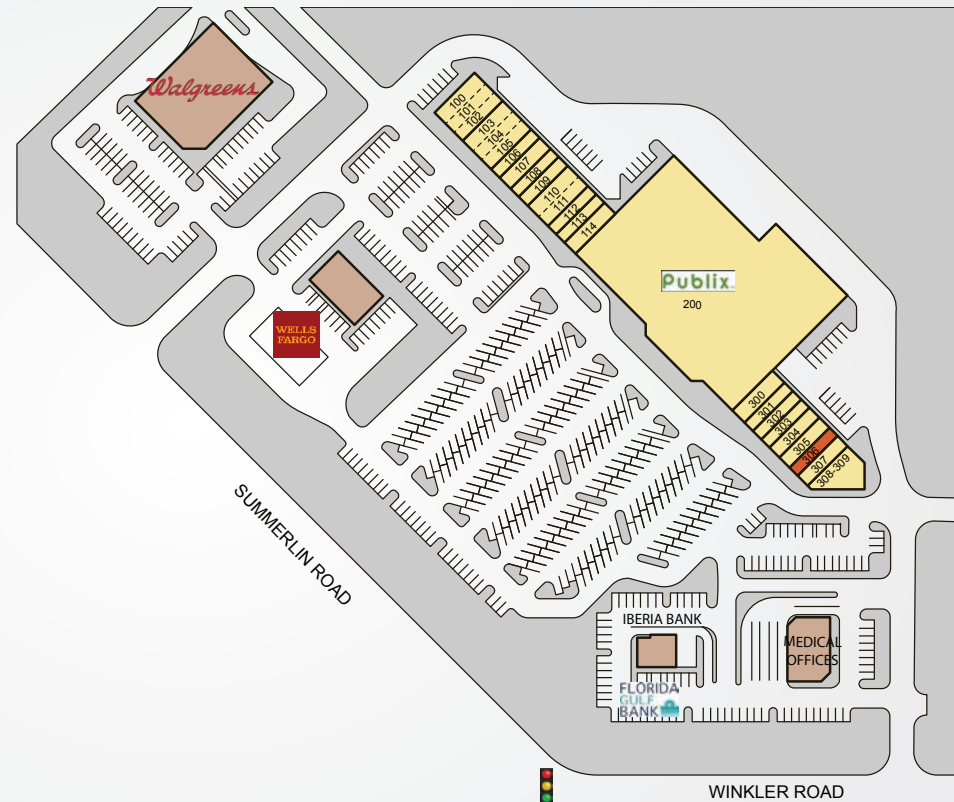 Walgreens
100
101
102
103
104
105
106
107
108
109
110
111
112
113
114
Publix
200
WELLS
FARGO
300
301
302
303
304
305
306
307
308-309
SUMMERLIN ROAD
IBERIA BANK
MEDICAL
OFFICES
FLORIDA
GULF
BANK
WINKLER ROAD